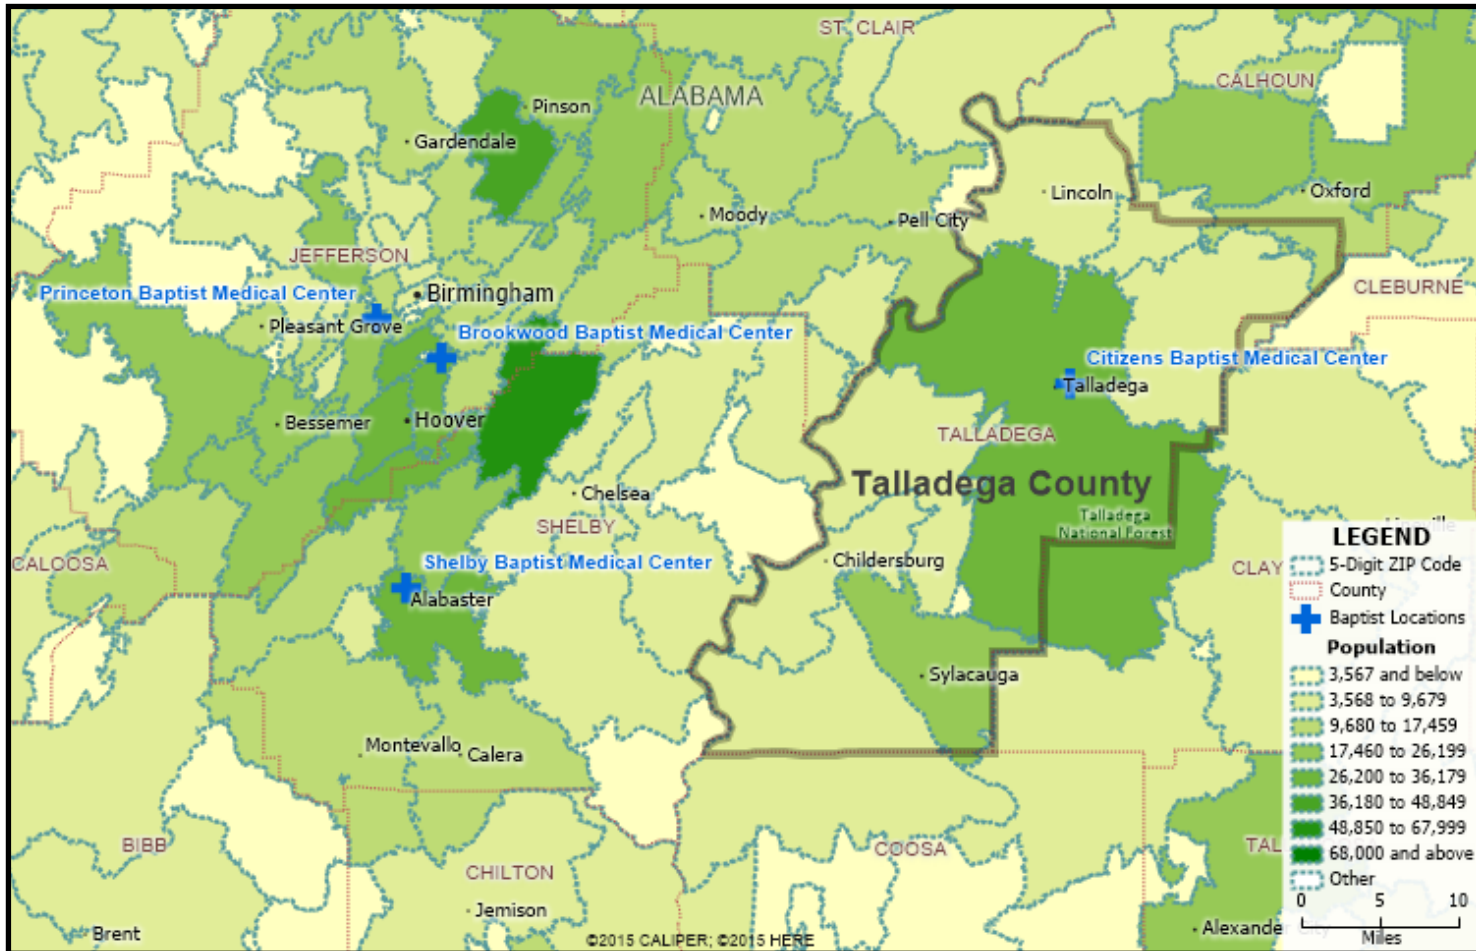 ST. CLAIR
CALHOUN
ALABAMA
Pinson
Gardendale
Oxford
Lincoln
Moody
Pell City
JEFFERSON
CLEBURNE
Princeton Baptist Medical Center
Birmingham
Pleasant Grove
Brookwood Baptist Medical Center
Citizens Baptist Medical Center
Talladega
Bessemer
Hoover
TALLADEGA
Talladega County
Chelsea
SHELBY
Talladega
National Forest
CALOOSA
Shelby Baptist Medical Center
Childersburg
CLAY
Alabaster
Sylacauga
Montevallo
Calera
BIBB
COOSA
TAL
CHILTON
Jemison
Brent
Alexander City
©2015 CALIPER; ©2015 HERE
LEGEND
5-Digit ZIP Code
County
Baptist Locations
Population
3,567 and below
3,568 to 9,679
9,680 to 17,459
17,460 to 26,199
26,200 to 36,179
36,180 to 48,849
48,850 to 67,999
68,000 and above
Other
0 5 10
Miles